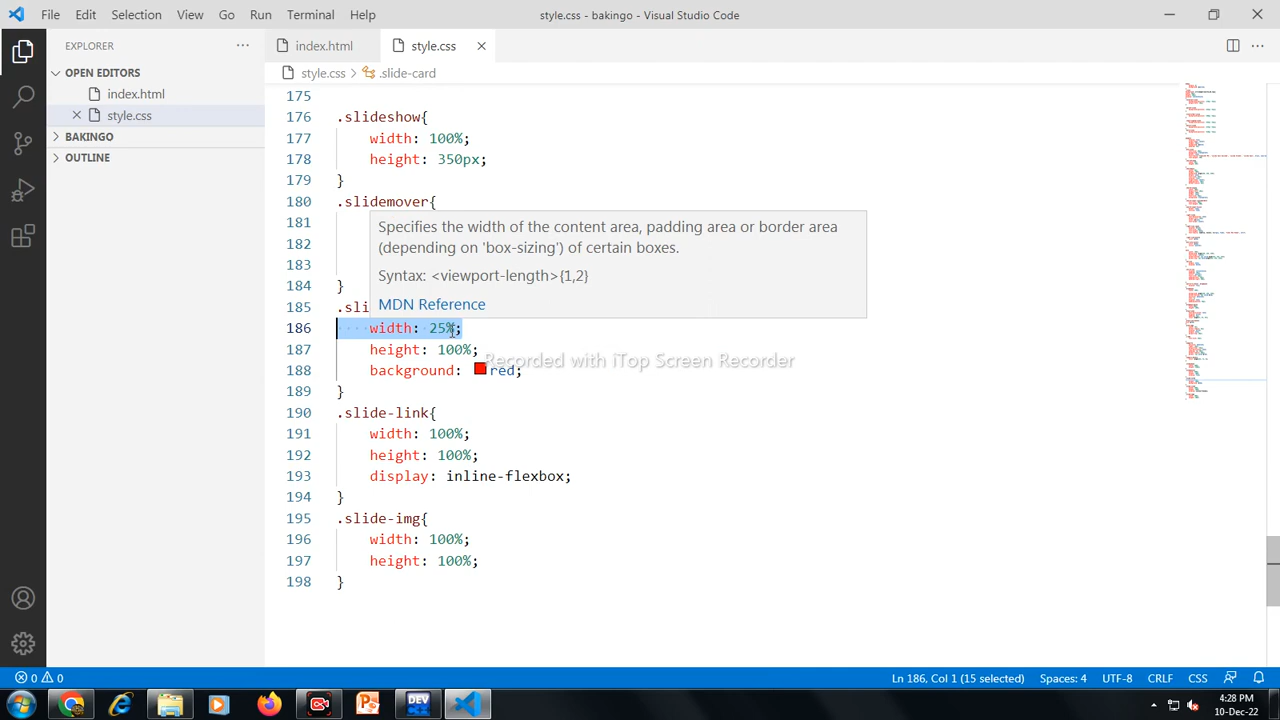 File Edit Selection View Go Run Terminal Help
style.css - bakingo - Visual Studio Code
EXPLORER
index.html
style.css
OPEN EDITORS
index.html
style.css
BAKINGO
OUTLINE
style.css > .slide-card
175
176 .slideshow{
177 width: 100%;
178 height: 350px;
179 }
180 .slidemover{
181
182
183
184
185 .slid
Specifies the width of the content area, padding area or border area
(depending on 'box-sizing') of certain boxes.
Syntax: <viewport-length>{1,2}
MDN Reference
186 width: 25%;
187 height: 100%;
188 background: red;
189 }
190 .slide-link{
191 width: 100%;
192 height: 100%;
193 display: inline-flexbox;
194 }
195 .slide-img{
196 width: 100%;
197 height: 100%;
198 }
Recorded with iTop Screen Recorder
0 0
Ln 186, Col 1 (15 selected) Spaces: 4 UTF-8 CRLF CSS
DEV
4:28 PM
10-Dec-22